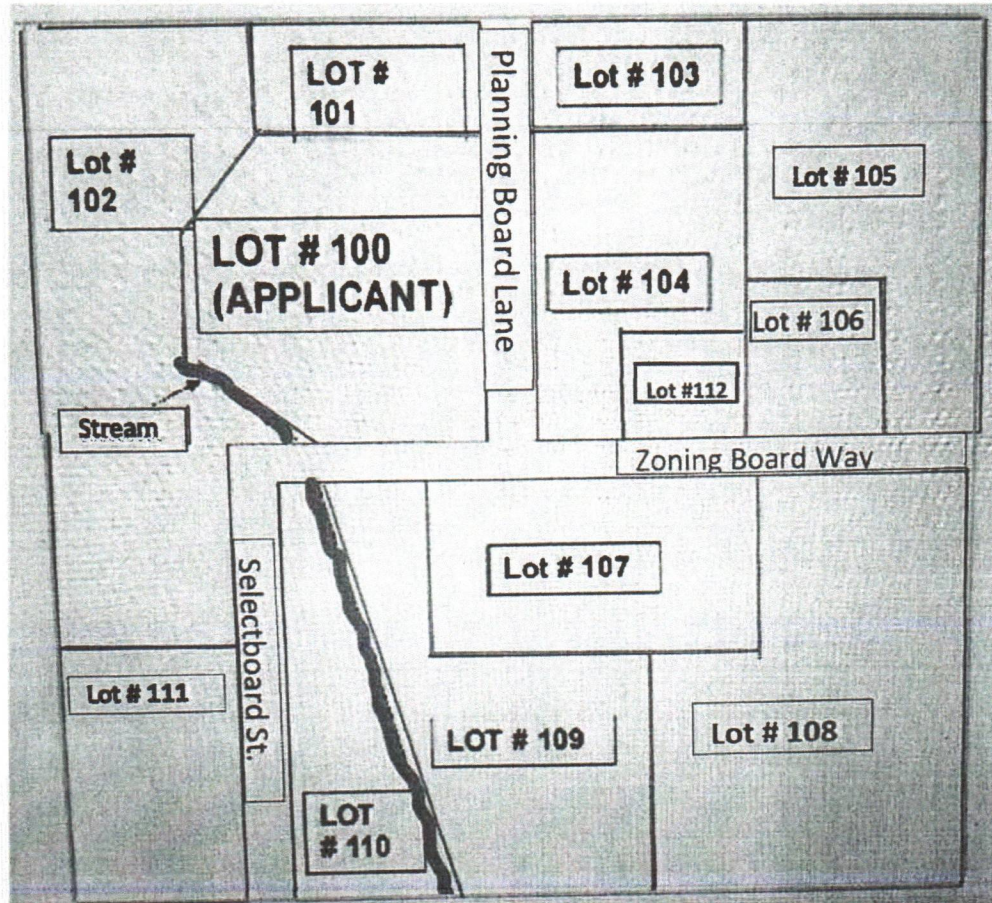 LOT #
101
Planning Board Lane
Lot # 103
Lot #
102
Lot # 105
LOT # 100
(APPLICANT)
Lot # 104
Lot # 106
Lot #112
Stream
Zoning Board Way
Lot # 107
Selectboard St.
Lot # 111
LOT # 109
Lot # 108
LOT
# 110